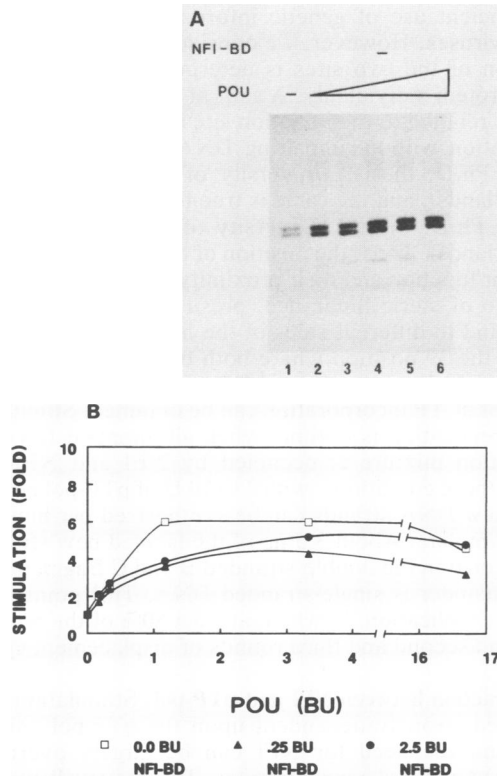 A
NFI-BD –
POU –
1 2 3 4 5 6
B
STIMULATION (FOLD)
10
8
6
4
2
0
0 1 2 3 4 16 17
POU (BU)
□ 0.0 BU NFI-BD
▲ .25 BU NFI-BD
● 2.5 BU NFI-BD